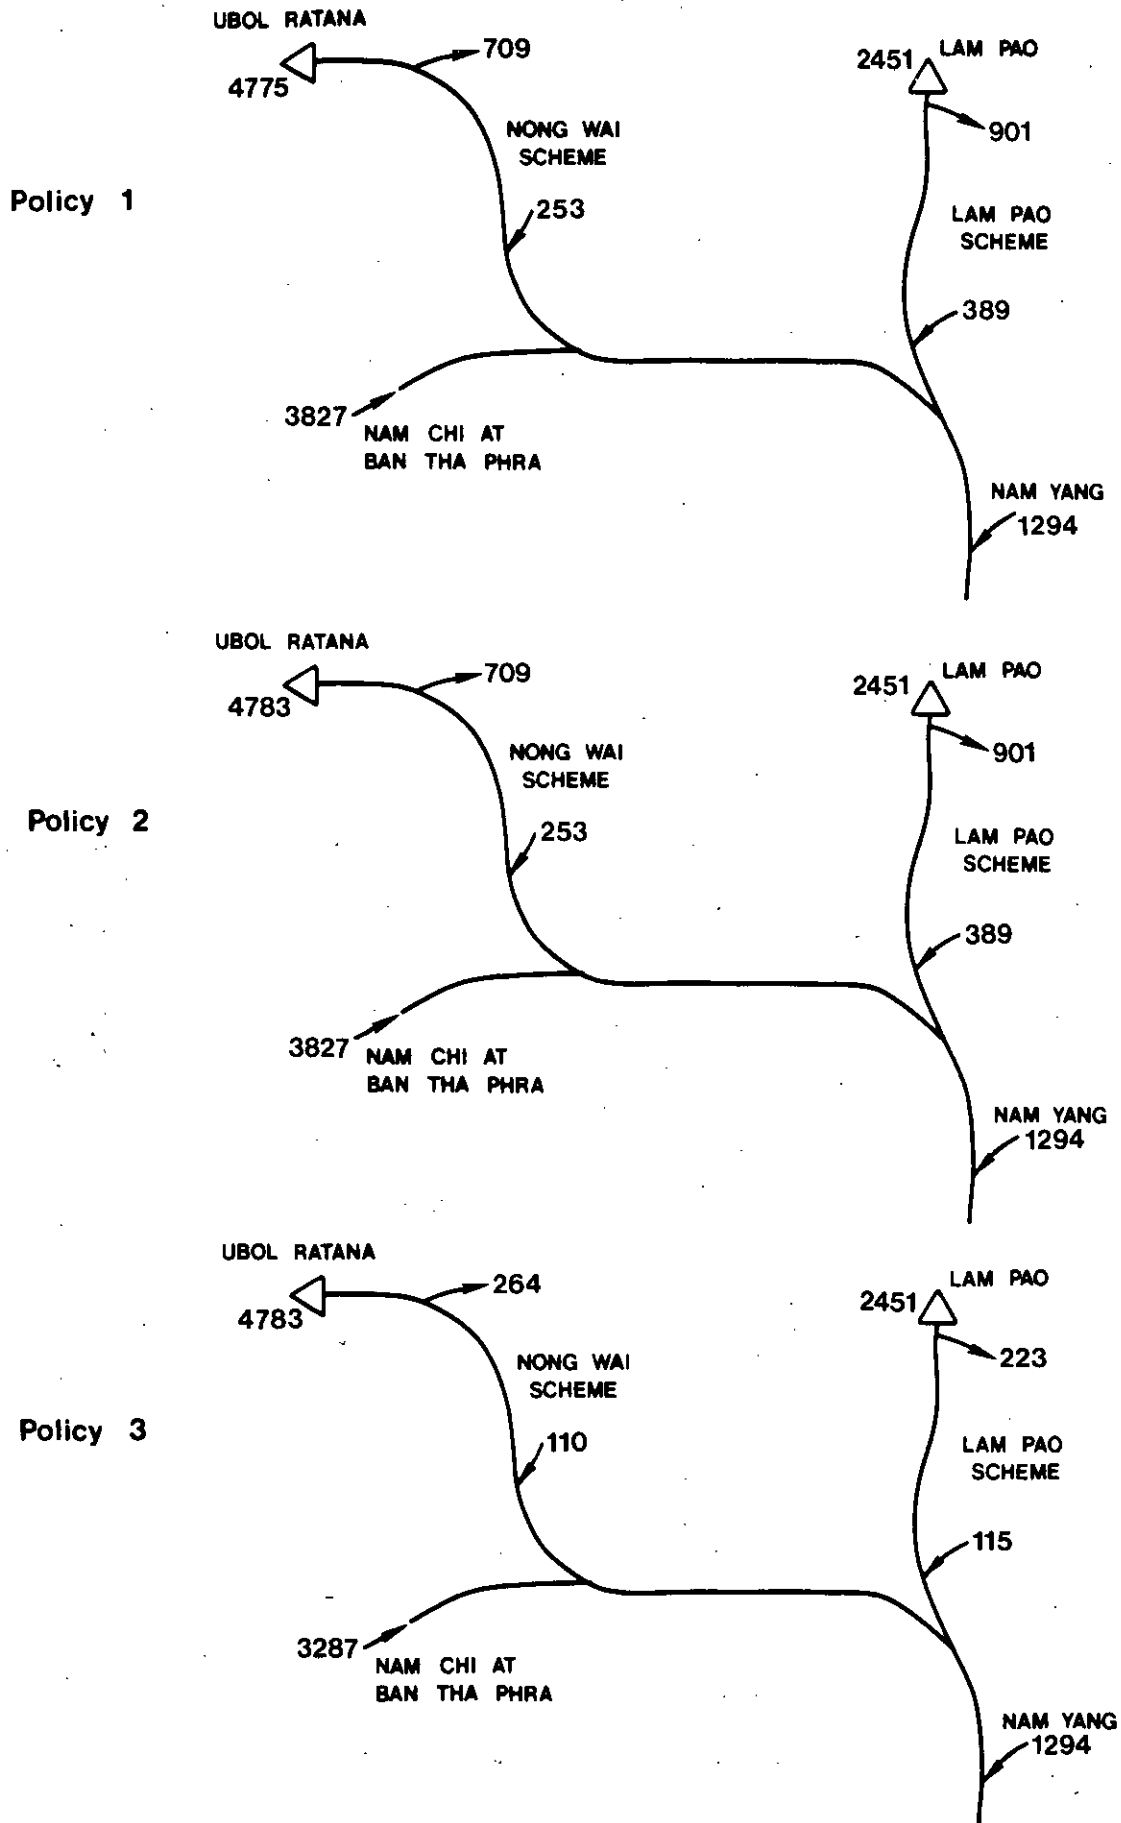 UBOL RATANA
4775
709
NONG WAI
SCHEME
253
2451
LAM PAO
901
LAM PAO
SCHEME
389
Policy 1
3827
NAM CHI AT
BAN THA PHRA
NAM YANG
1294
UBOL RATANA
4783
709
NONG WAI
SCHEME
253
2451
LAM PAO
901
LAM PAO
SCHEME
389
Policy 2
3827
NAM CHI AT
BAN THA PHRA
NAM YANG
1294
UBOL RATANA
4783
264
NONG WAI
SCHEME
110
2451
LAM PAO
223
LAM PAO
SCHEME
115
Policy 3
3287
NAM CHI AT
BAN THA PHRA
NAM YANG
1294